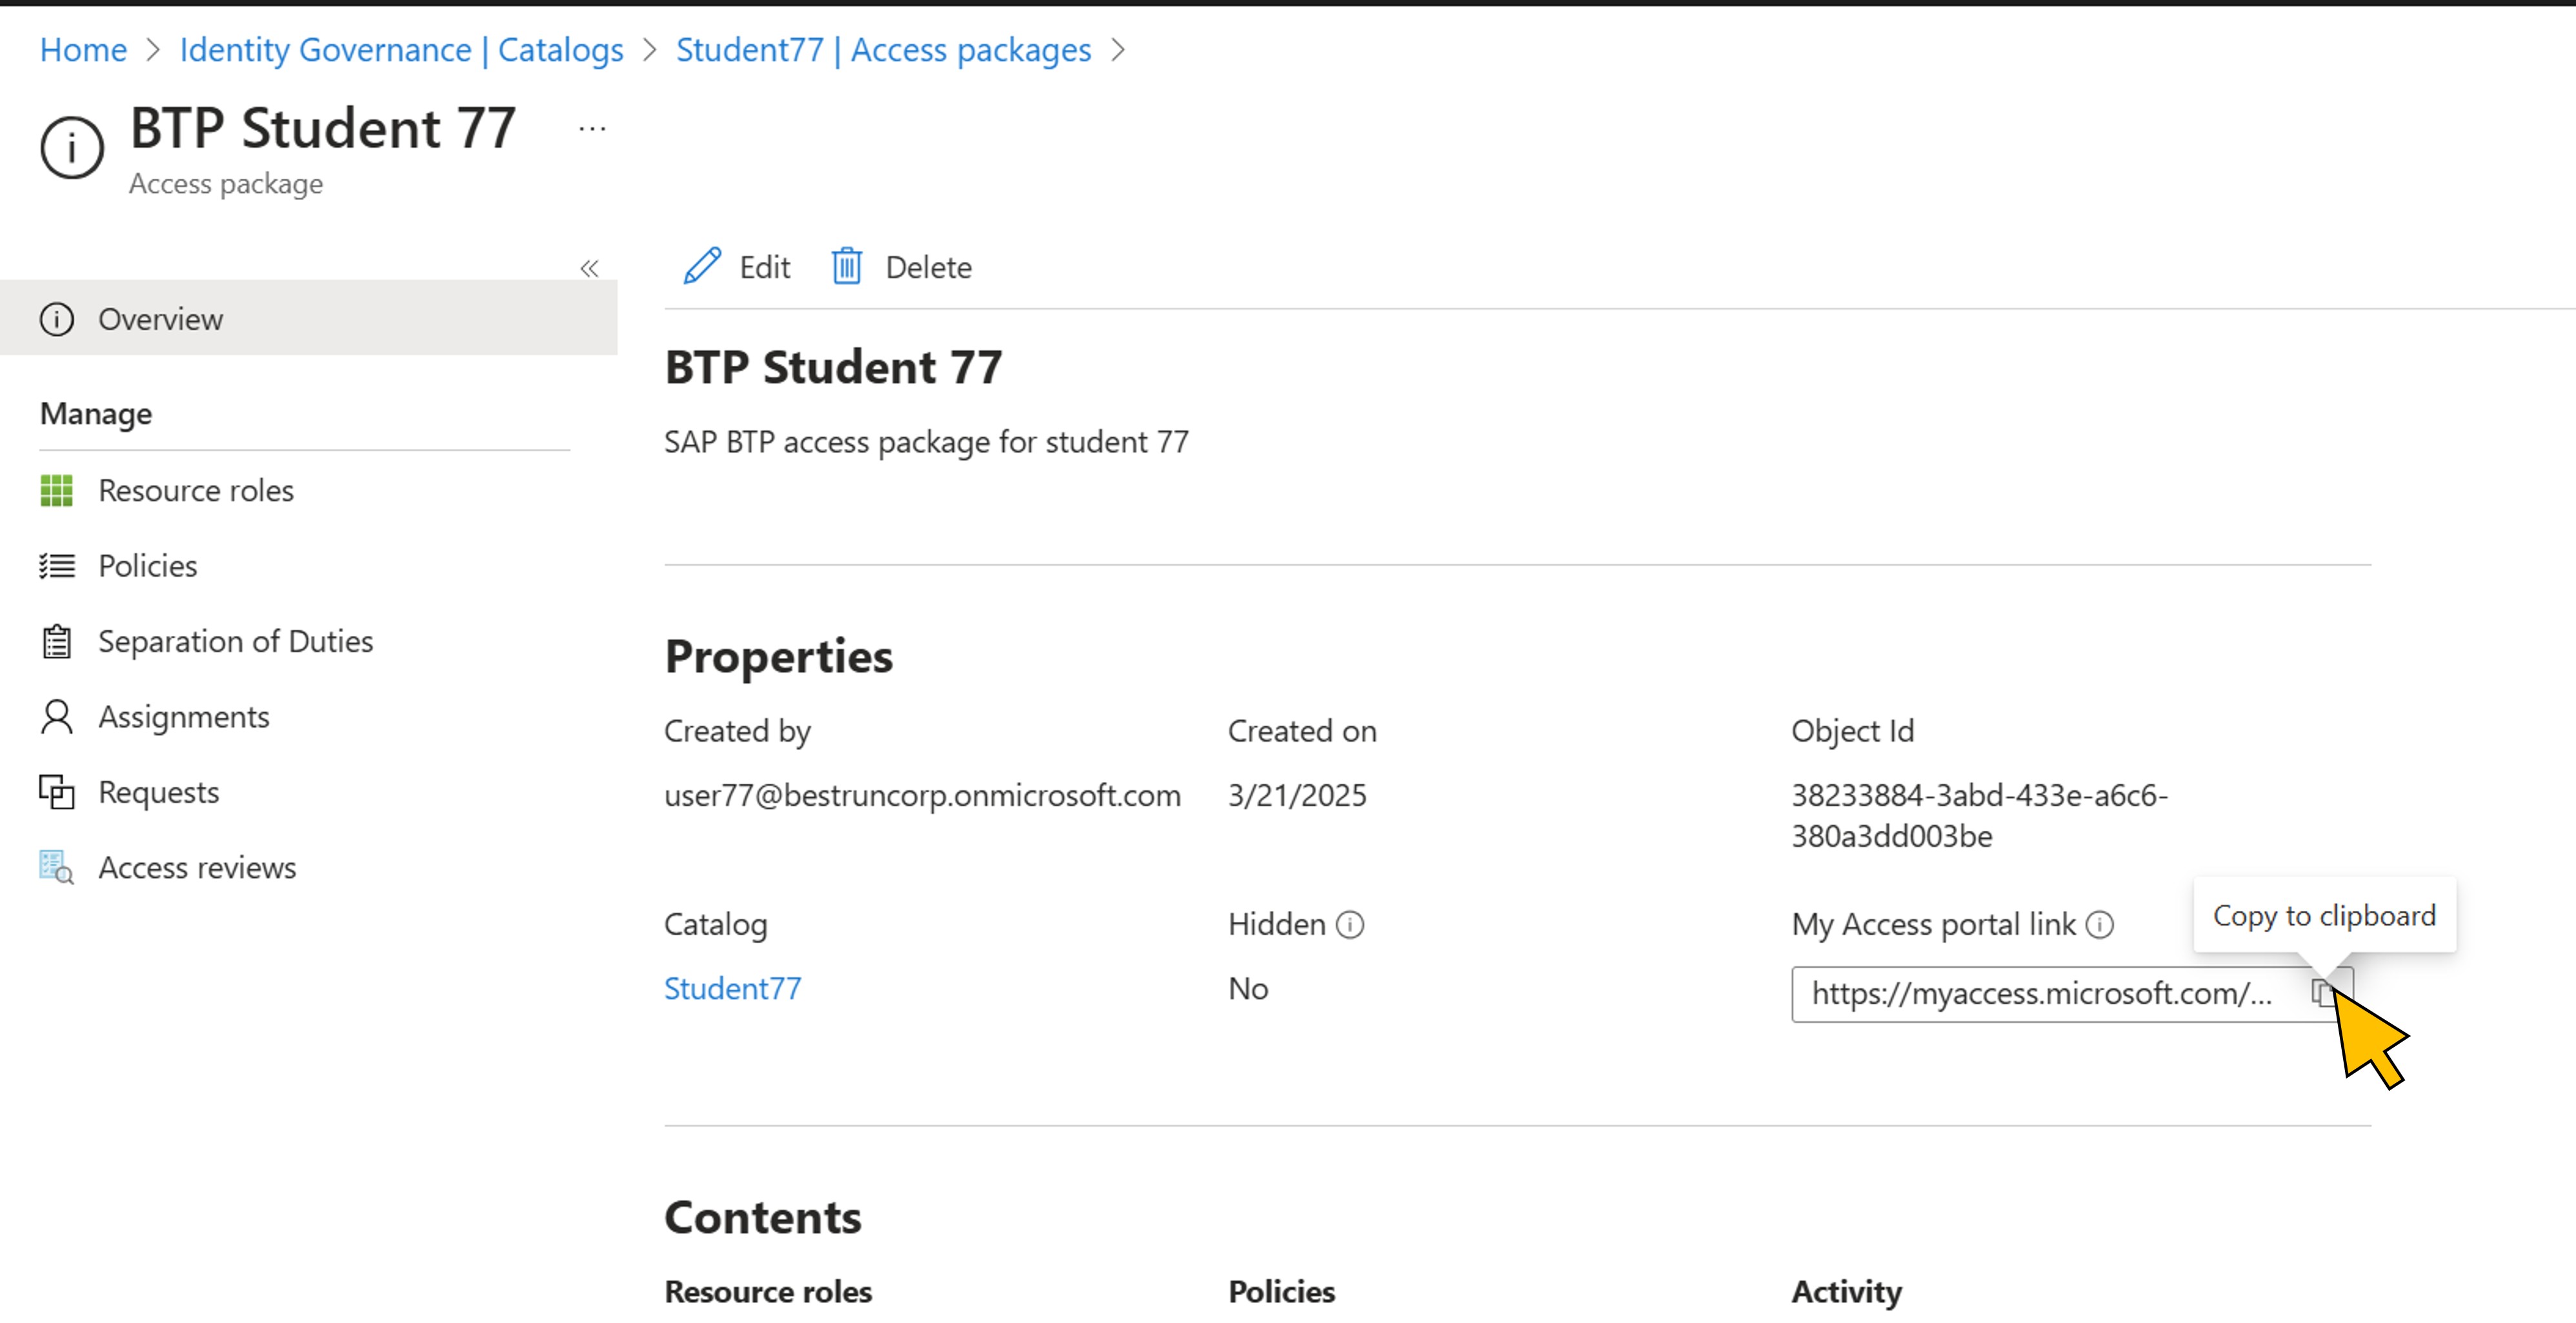 Home > Identity Governance | Catalogs > Student77 | Access packages >
BTP Student 77 ...
Access package
«
Edit Delete
Overview
Manage
Resource roles
Policies
Separation of Duties
Assignments
Requests
Access reviews
BTP Student 77
SAP BTP access package for student 77
Properties
Created by Created on Object Id
user77@bestruncorp.onmicrosoft.com 3/21/2025 38233884-3abd-433e-a6c6-
380a3dd003be
Copy to clipboard
Catalog Hidden My Access portal link
Student77 No https://myaccess.microsoft.com/...
Contents
Resource roles Policies Activity